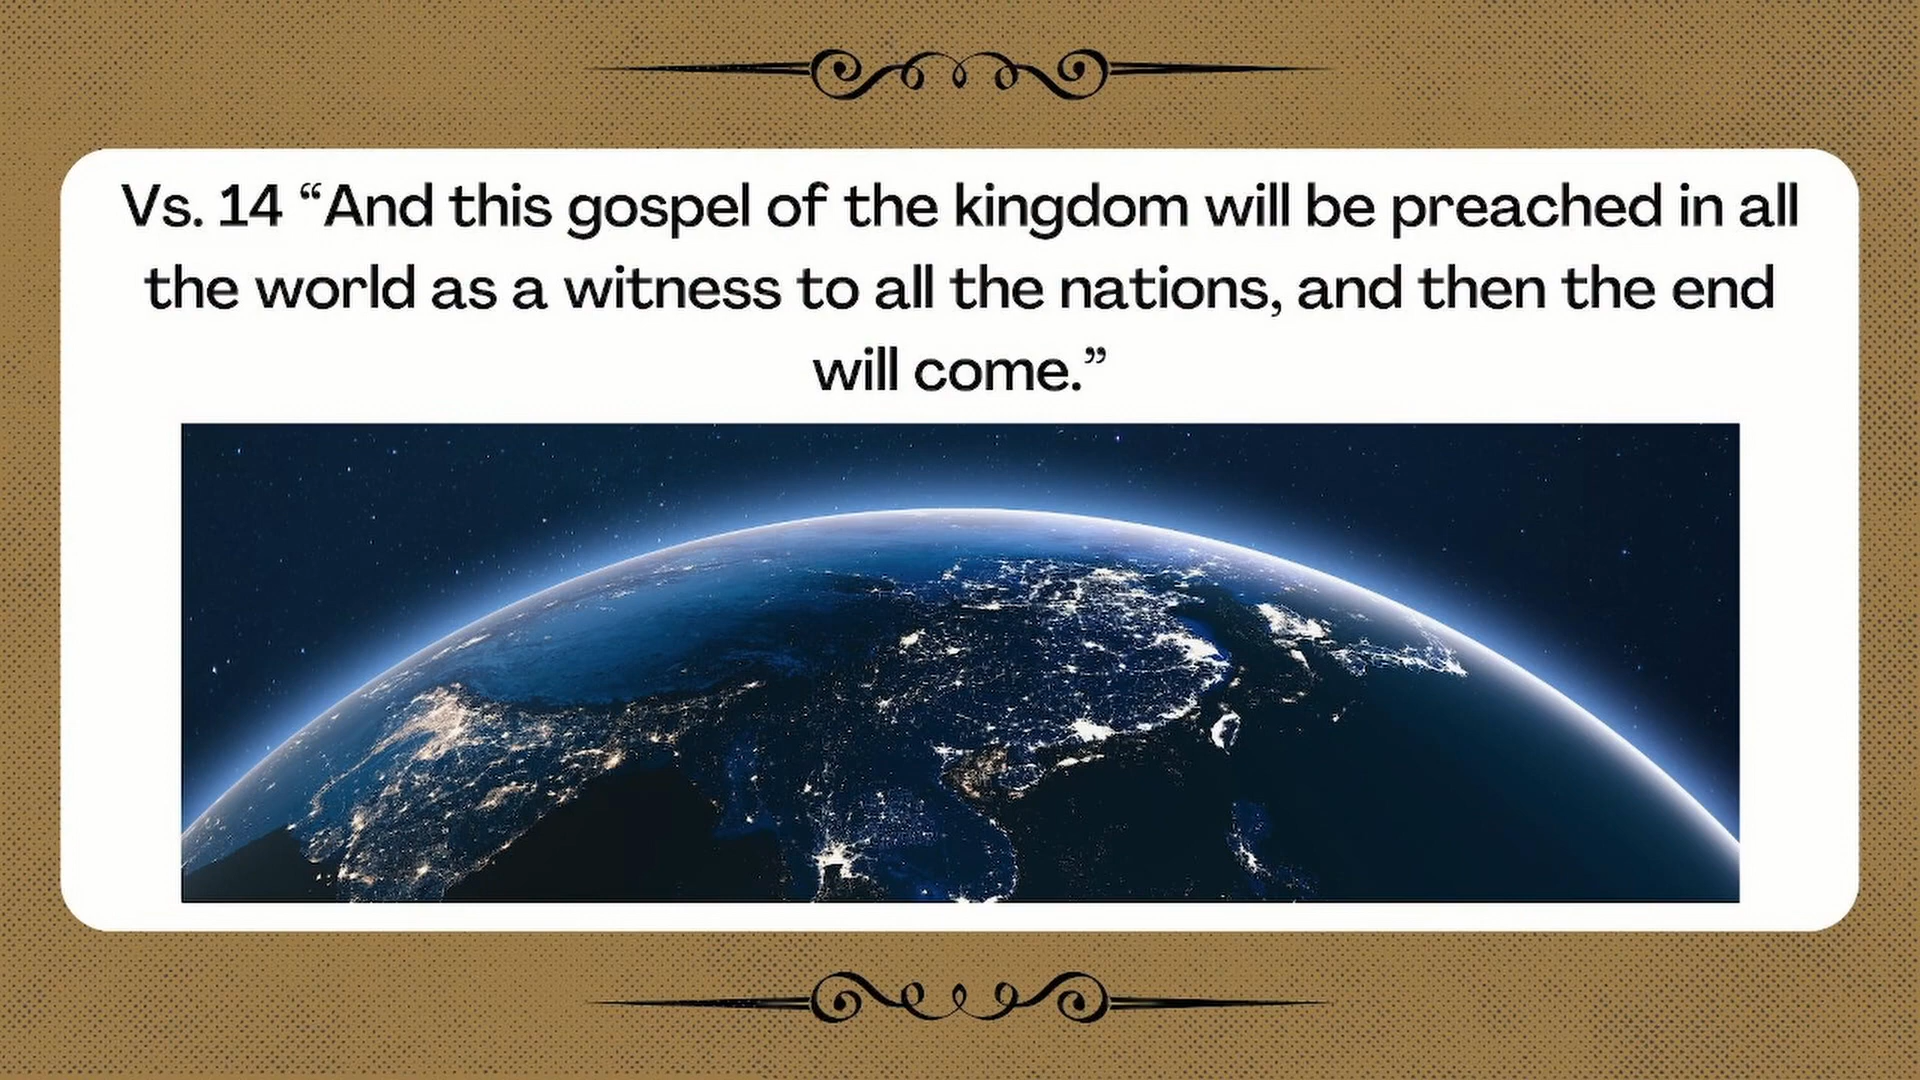 Vs. 14 “And this gospel of the kingdom will be preached in all
the world as a witness to all the nations, and then the end
will come.”